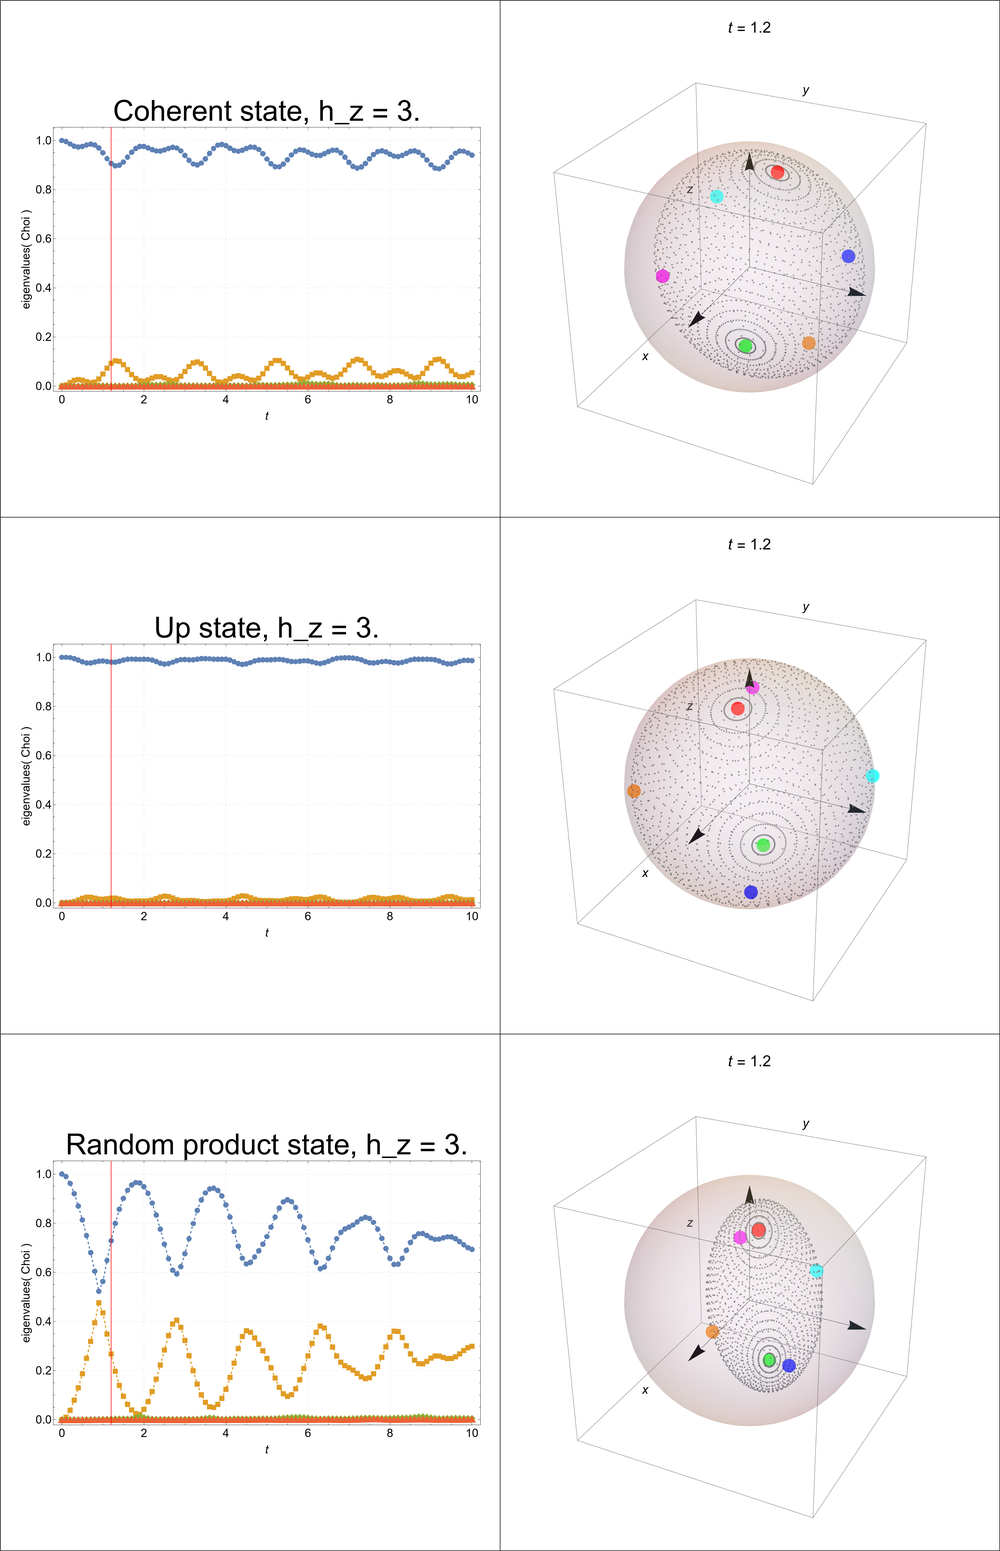 Coherent state, h_z = 3.
eigenvalues( Choi )
1.0
0.8
0.6
0.4
0.2
0.0
0 2 4 6 8 10
t
t = 1.2
y
z
x
Up state, h_z = 3.
eigenvalues( Choi )
1.0
0.8
0.6
0.4
0.2
0.0
0 2 4 6 8 10
t
t = 1.2
y
z
x
Random product state, h_z = 3.
eigenvalues( Choi )
1.0
0.8
0.6
0.4
0.2
0.0
0 2 4 6 8 10
t
t = 1.2
y
z
x